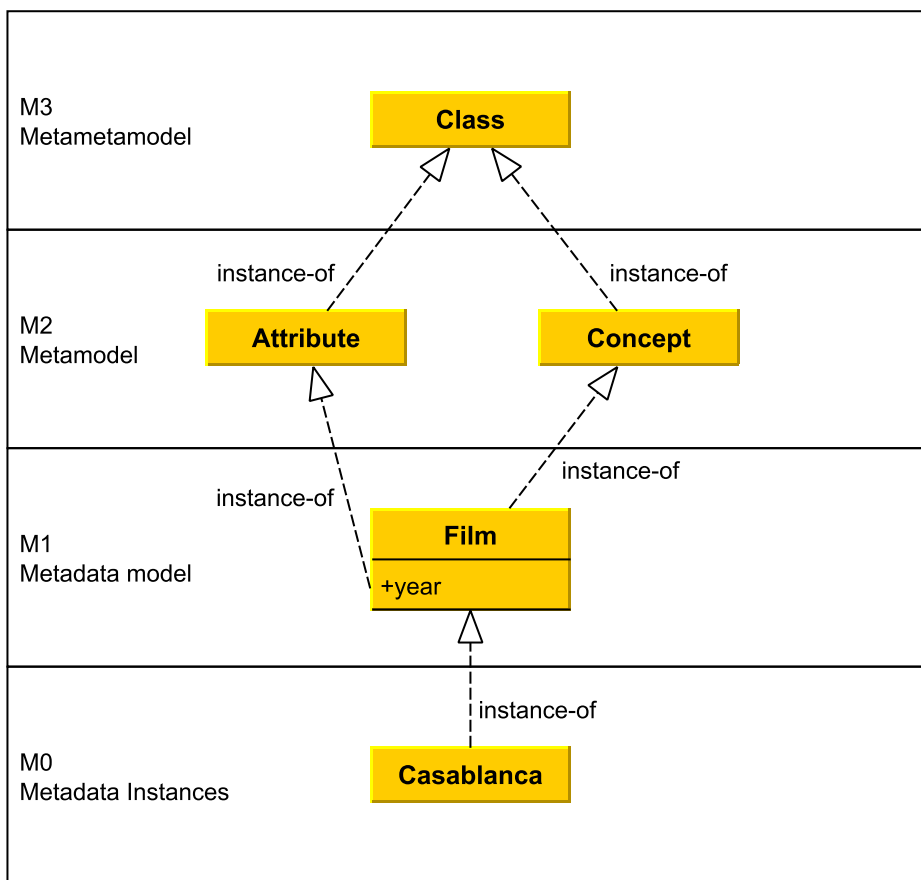 M3
Metametamodel
Class
instance-of
instance-of
M2
Metamodel
Attribute
Concept
instance-of
instance-of
M1
Metadata model
Film
+year
instance-of
M0
Metadata Instances
Casablanca